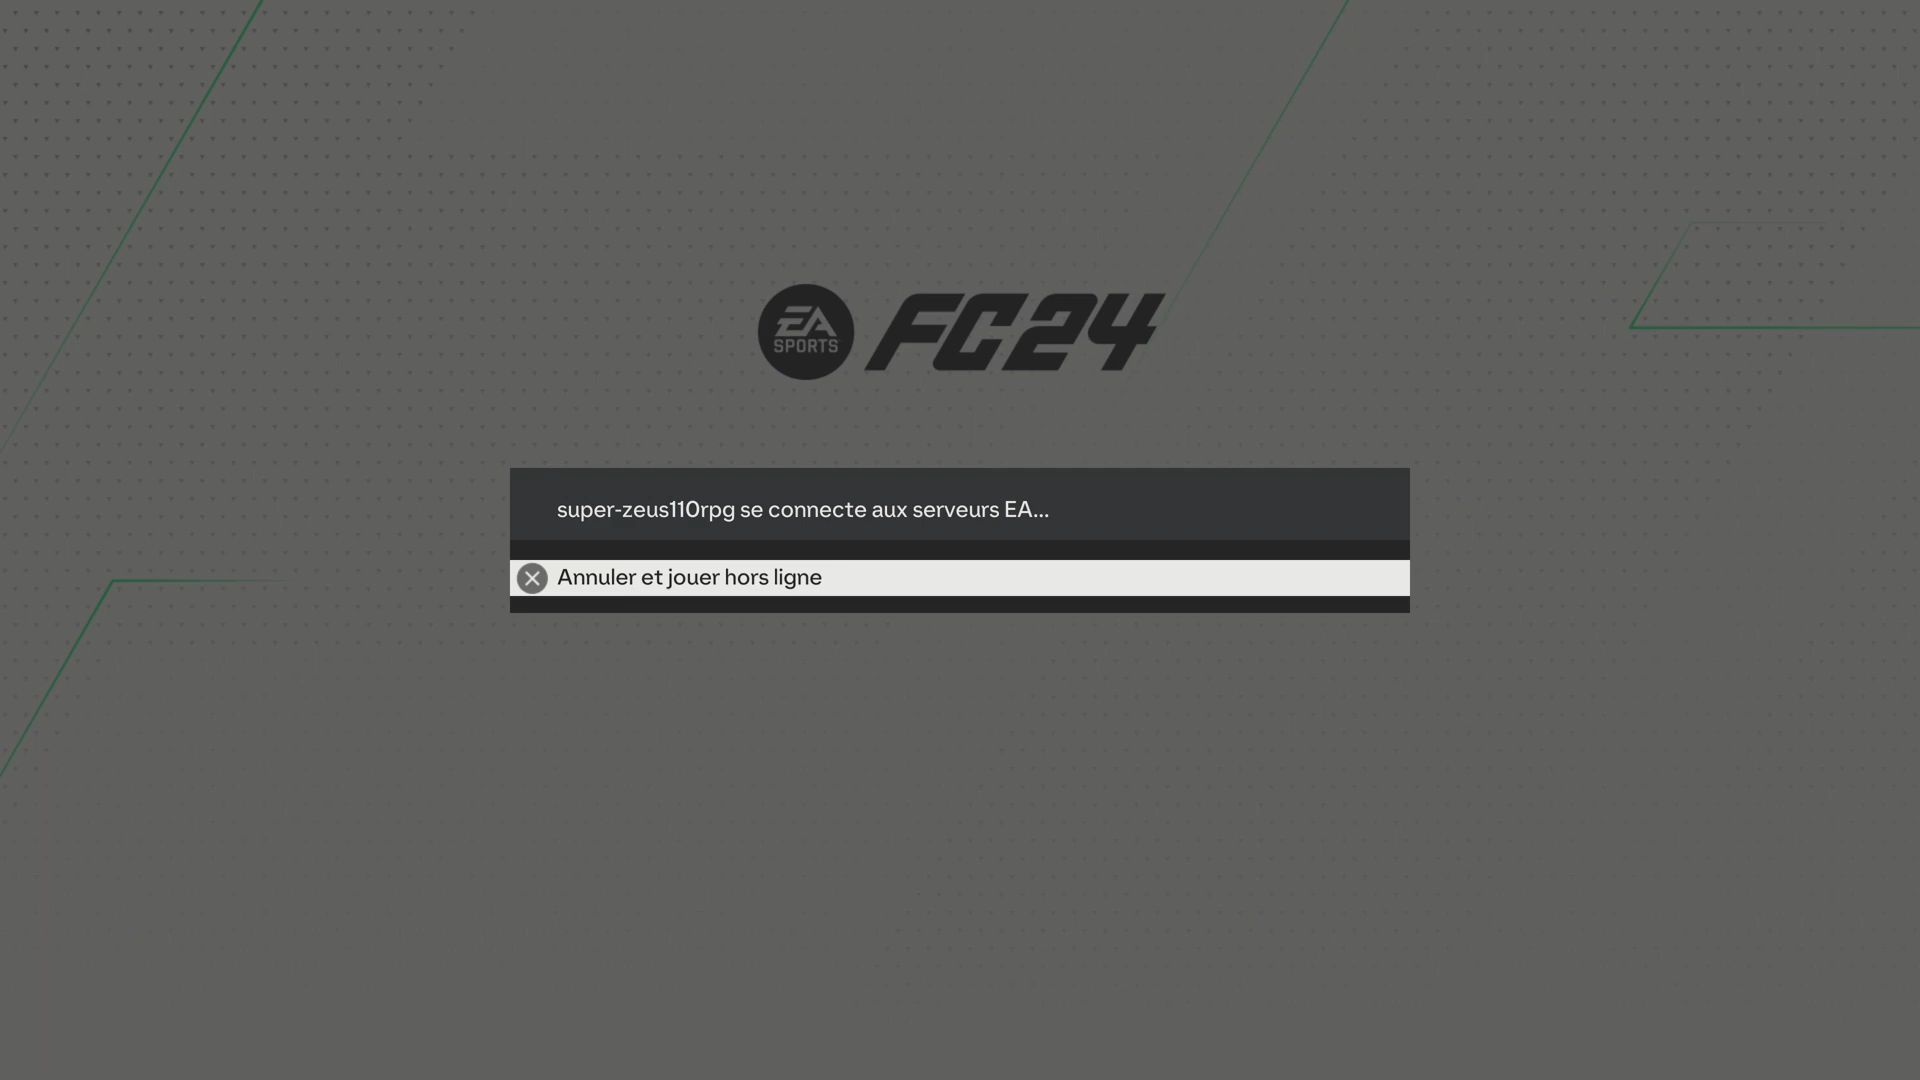 EA SPORTS FC24
super-zeus110rpg se connecte aux serveurs EA...
Annuler et jouer hors ligne